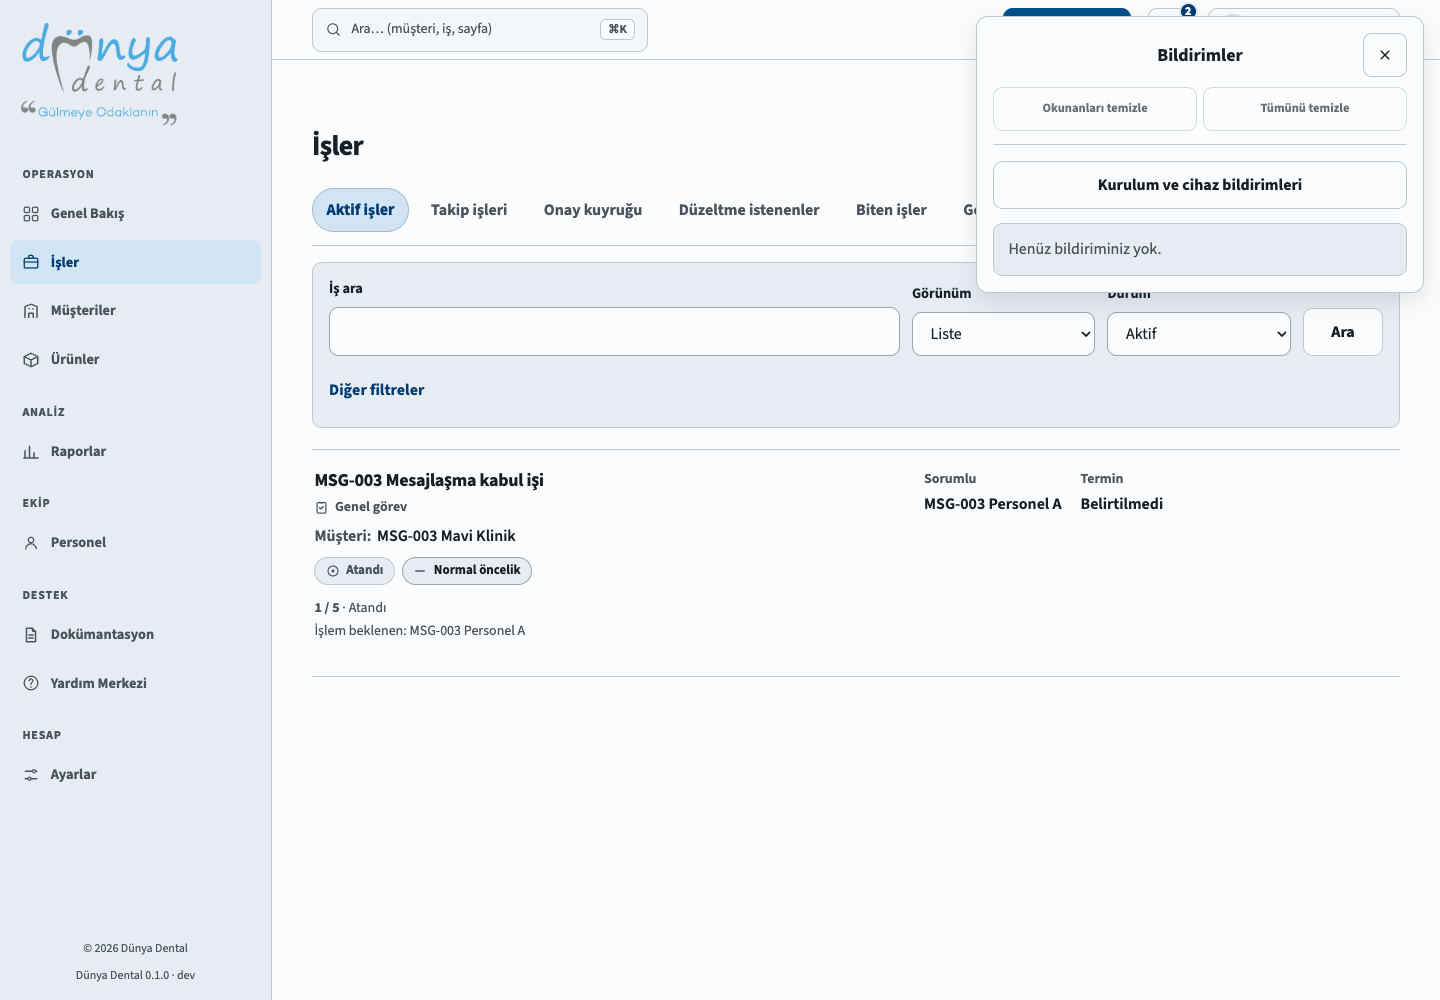 dünya
dental
“Gülmeye Odaklanın”
OPERASYON
Genel Bakış
İşler
Müşteriler
Ürünler
ANALİZ
Raporlar
EKİP
Personel
DESTEK
Dokümantasyon
Yardım Merkezi
HESAP
Ayarlar
© 2026 Dünya Dental
Dünya Dental 0.1.0 · dev
Ara… (müşteri, iş, sayfa)
⌘K
2
Bildirimler
Okunanları temizle
Tümünü temizle
Kurulum ve cihaz bildirimleri
Henüz bildiriminiz yok.
İşler
Aktif işler
Takip işleri
Onay kuyruğu
Düzeltme istenenler
Biten işler
İş ara
Görünüm
Durum
Liste
Aktif
Ara
Diğer filtreler
MSG-003 Mesajlaşma kabul işi
Genel görev
Müşteri: MSG-003 Mavi Klinik
Atandı
Normal öncelik
1 / 5 · Atandı
İşlem beklenen: MSG-003 Personel A
Sorumlu
MSG-003 Personel A
Termin
Belirtilmedi